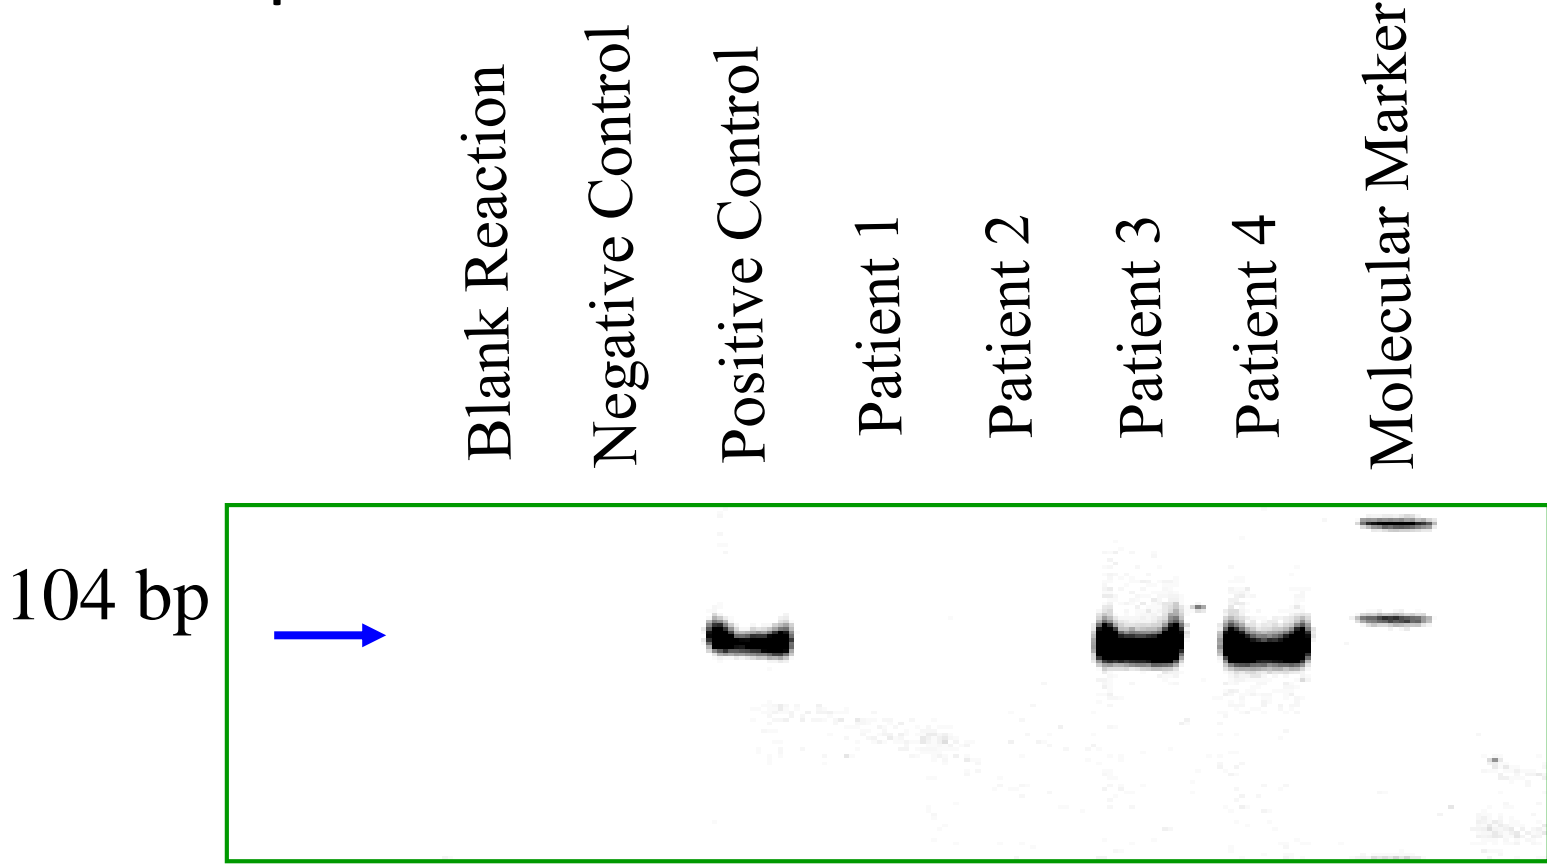 Blank Reaction
Negative Control
Positive Control
Patient 1
Patient 2
Patient 3
Patient 4
Molecular Marker
104 bp